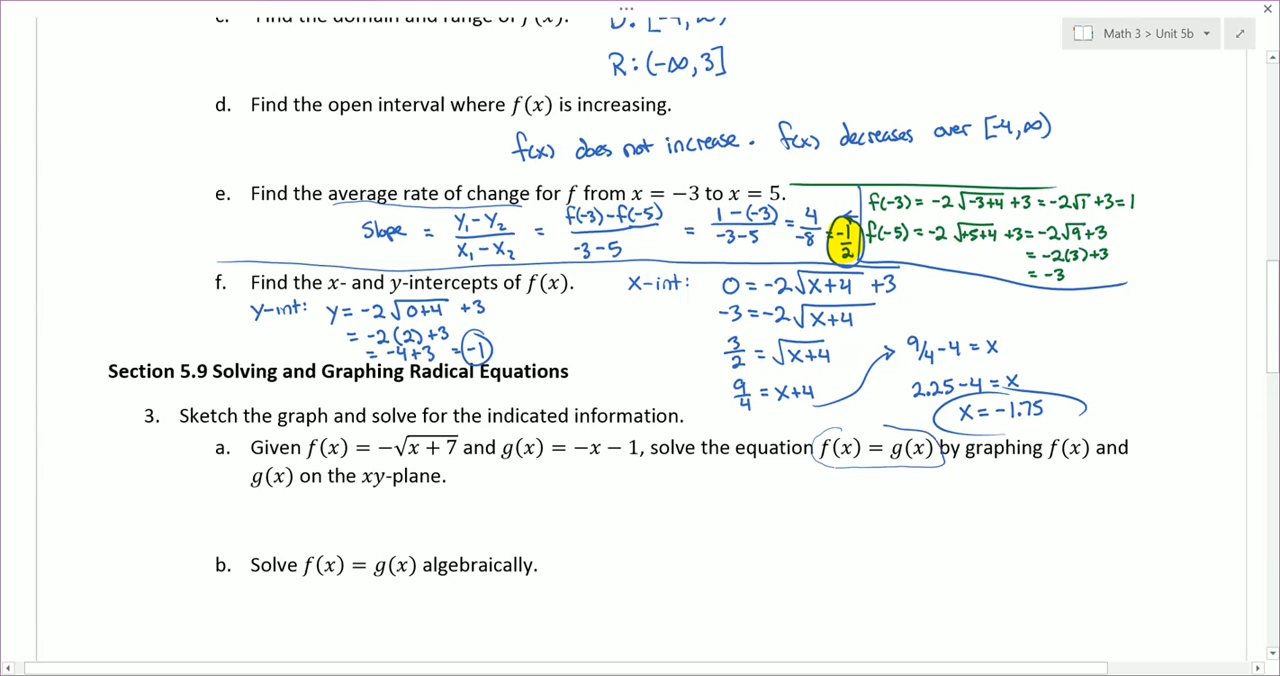 c. Find the domain and range of f(x). D: [-4, ∞)
Math 3 > Unit 5b
R: (-∞, 3]
d. Find the open interval where f(x) is increasing.
f(x) does not increase. f(x) decreases over [-4, ∞)
e. Find the average rate of change for f from x = −3 to x = 5.
Slope = Y₁-Y₂/X₁-X₂ = f(-3)-f(-5)/-3-5 = 1-(-3)/-3-5 = 4/-8 = -1/2
f(-3) = -2√-3+4 +3 = -2√1 +3 = 1
f(-5) = -2√+5+4 +3 = -2√9 +3
= -2(3)+3
= -3
f. Find the x- and y-intercepts of f(x).
y-int: y = -2√0+4 +3
= -2(2)+3
= -4+3 = -1
X-int: 0 = -2√x+4 +3
-3 = -2√x+4
3/2 = √x+4
9/4 = x+4
9/4-4 = x
2.25-4 = x
x = -1.75
Section 5.9 Solving and Graphing Radical Equations
3. Sketch the graph and solve for the indicated information.
a. Given f(x) = −√x + 7 and g(x) = −x − 1, solve the equation f(x) = g(x) by graphing f(x) and
g(x) on the xy-plane.
b. Solve f(x) = g(x) algebraically.